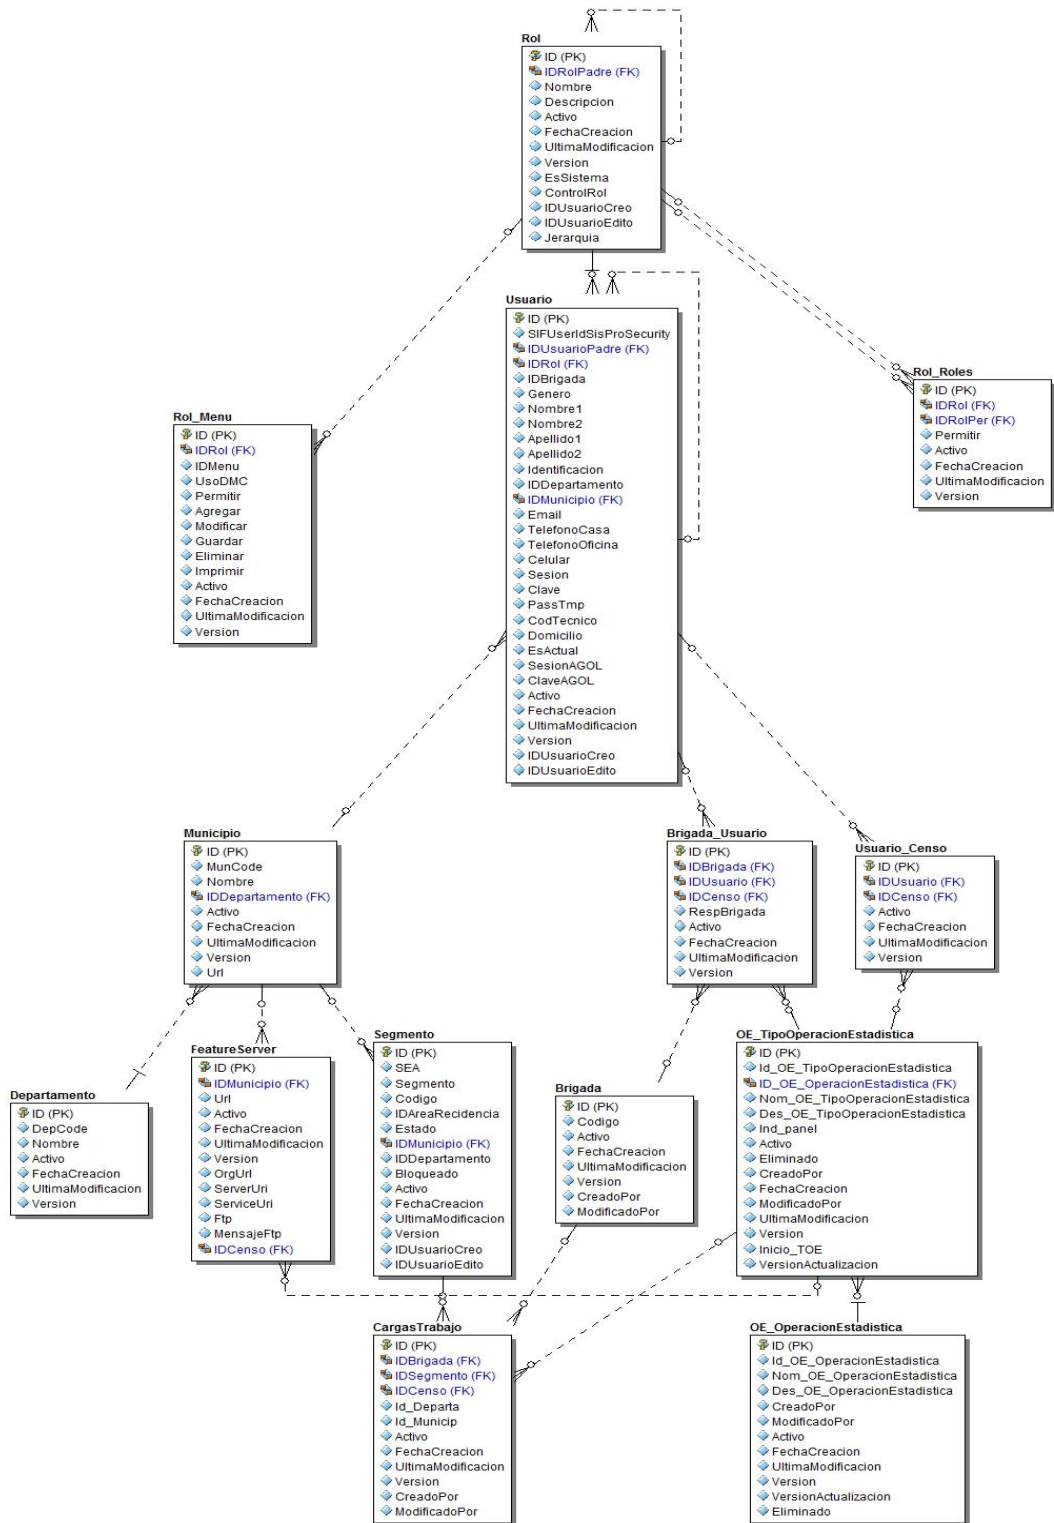 Rol
ID (PK)
IDRolPadre (FK)
Nombre
Descripcion
Activo
FechaCreacion
UltimaModificacion
Version
EsSistema
ControlRol
IDUsuarioCreo
IDUsuarioEdito
Jerarquia
Usuario
ID (PK)
SIFUserIdSisProSecurity
IDUsuarioPadre (FK)
IDRol (FK)
IDBrigada
Genero
Nombre1
Nombre2
Apellido1
Apellido2
Identificacion
IDDepartamento
IDMunicipio (FK)
Email
TelefonoCasa
TelefonoOficina
Celular
Sesion
Clave
PassTmp
CodTecnico
Domicilio
EsActual
SesionAGOL
ClaveAGOL
Activo
FechaCreacion
UltimaModificacion
Version
IDUsuarioCreo
IDUsuarioEdito
Rol_Roles
ID (PK)
IDRol (FK)
IDRolPer (FK)
Permitir
Activo
FechaCreacion
UltimaModificacion
Version
Rol_Menu
ID (PK)
IDRol (FK)
IDMenu
UsoDMC
Permitir
Agregar
Modificar
Guardar
Eliminar
Imprimir
Activo
FechaCreacion
UltimaModificacion
Version
Municipio
ID (PK)
MunCode
Nombre
IDDepartamento (FK)
Activo
FechaCreacion
UltimaModificacion
Version
Url
Brigada_Usuario
ID (PK)
IDBrigada (FK)
IDUsuario (FK)
IDCenso (FK)
RespBrigada
Activo
FechaCreacion
UltimaModificacion
Version
Usuario_Censo
ID (PK)
IDUsuario (FK)
IDCenso (FK)
Activo
FechaCreacion
UltimaModificacion
Version
Departamento
ID (PK)
DepCode
Nombre
Activo
FechaCreacion
UltimaModificacion
Version
FeatureServer
ID (PK)
IDMunicipio (FK)
Url
Activo
FechaCreacion
UltimaModificacion
Version
OrgUrl
ServerUri
ServiceUri
Ftp
MensajeFtp
IDCenso (FK)
Segmento
ID (PK)
SEA
Segmento
Codigo
IDAreaResidencia
Estado
IDMunicipio (FK)
IDDepartamento
Bloqueado
Activo
FechaCreacion
UltimaModificacion
Version
IDUsuarioCreo
IDUsuarioEdito
Brigada
ID (PK)
Codigo
Activo
FechaCreacion
UltimaModificacion
Version
CreadoPor
ModificadoPor
OE_TipoOperacionEstadistica
ID (PK)
Id_OE_TipoOperacionEstadistica
ID_OE_OperacionEstadistica (FK)
Nom_OE_TipoOperacionEstadistica
Des_OE_TipoOperacionEstadistica
Ind_panel
Activo
Eliminado
CreadoPor
FechaCreacion
ModificadoPor
UltimaModificacion
Version
Inicio_TOE
VersionActualizacion
CargasTrabajo
ID (PK)
IDBrigada (FK)
IDSegmento (FK)
IDCenso (FK)
Id_Departa
Id_Municip
Activo
FechaCreacion
UltimaModificacion
Version
CreadoPor
ModificadoPor
OE_OperacionEstadistica
ID (PK)
Id_OE_OperacionEstadistica
Nom_OE_OperacionEstadistica
Des_OE_OperacionEstadistica
CreadoPor
ModificadoPor
Activo
FechaCreacion
UltimaModificacion
Version
VersionActualizacion
Eliminado